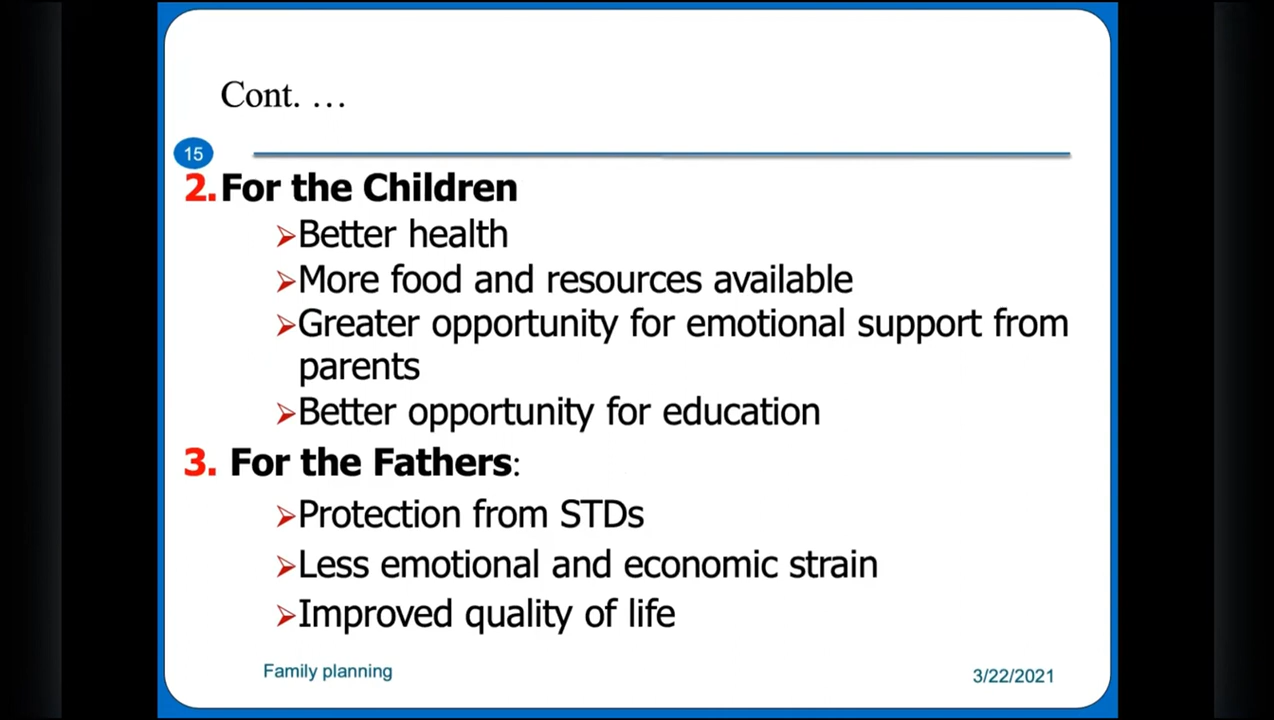 Cont. …
15
2. For the Children
➢Better health
➢More food and resources available
➢Greater opportunity for emotional support from
parents
➢Better opportunity for education
3. For the Fathers:
➢Protection from STDs
➢Less emotional and economic strain
➢Improved quality of life
Family planning
3/22/2021